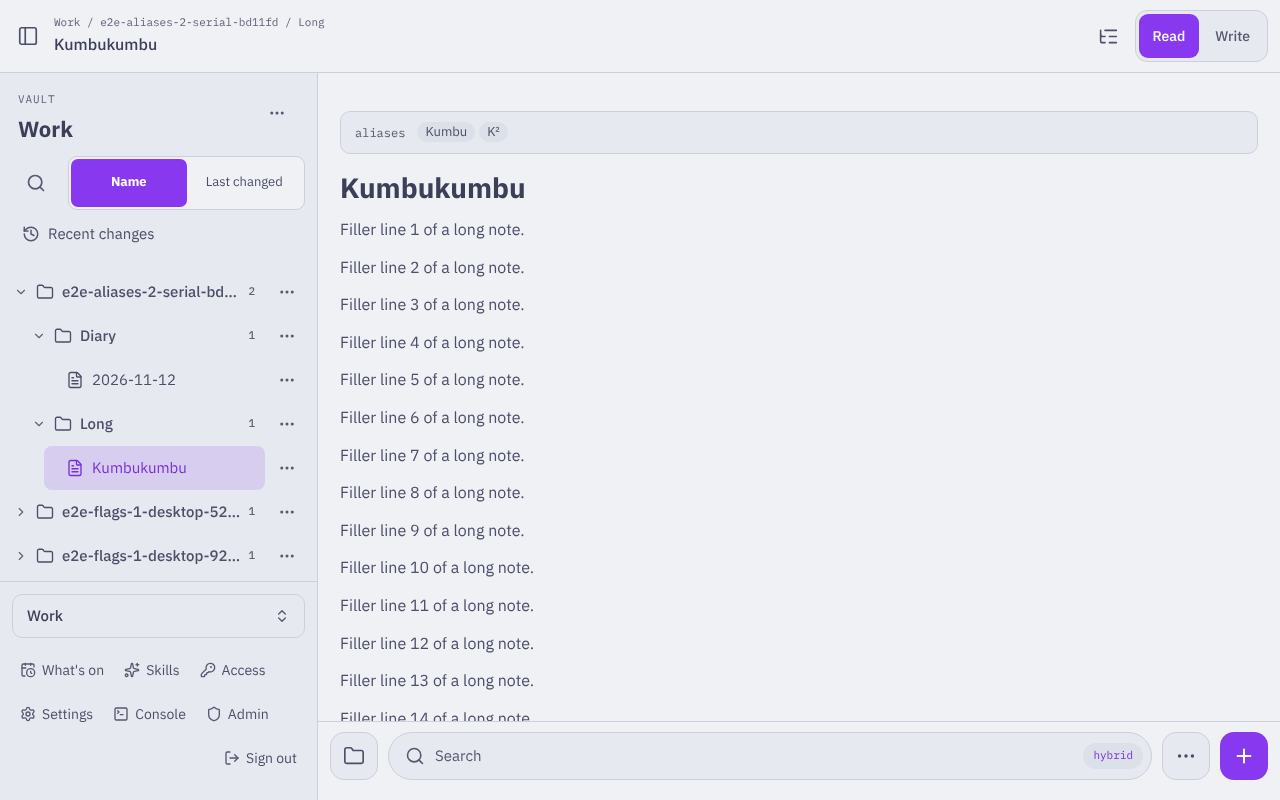 Work / e2e-aliases-2-serial-bd11fd / Long
Kumbukumbu
Read
Write
VAULT
Work
Name
Last changed
Recent changes
e2e-aliases-2-serial-bd... 2
Diary 1
2026-11-12
Long 1
Kumbukumbu
e2e-flags-1-desktop-52... 1
e2e-flags-1-desktop-92... 1
Work
What's on
Skills
Access
Settings
Console
Admin
Sign out
aliases Kumbu K²
Kumbukumbu
Filler line 1 of a long note.
Filler line 2 of a long note.
Filler line 3 of a long note.
Filler line 4 of a long note.
Filler line 5 of a long note.
Filler line 6 of a long note.
Filler line 7 of a long note.
Filler line 8 of a long note.
Filler line 9 of a long note.
Filler line 10 of a long note.
Filler line 11 of a long note.
Filler line 12 of a long note.
Filler line 13 of a long note.
Filler line 14 of a long note.
Search
hybrid